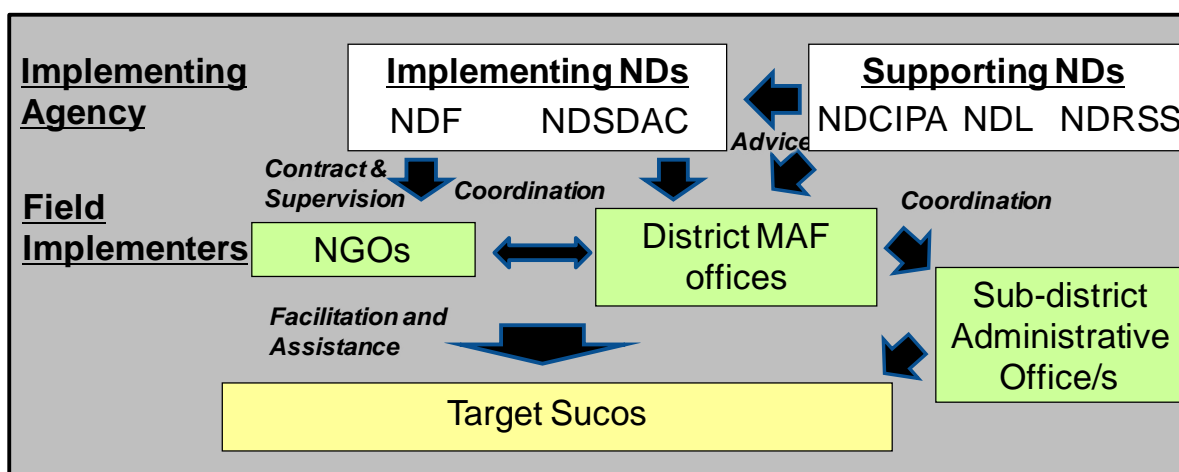 Implementing
Agency
Implementing NDs
NDF NDSDAC
Supporting NDs
NDCIPA NDL NDRSS
Advice
Contract &
Supervision
Coordination
Coordination
Field
Implementers
NGOs
District MAF
offices
Sub-district
Administrative
Office/s
Facilitation and
Assistance
Target Sucos